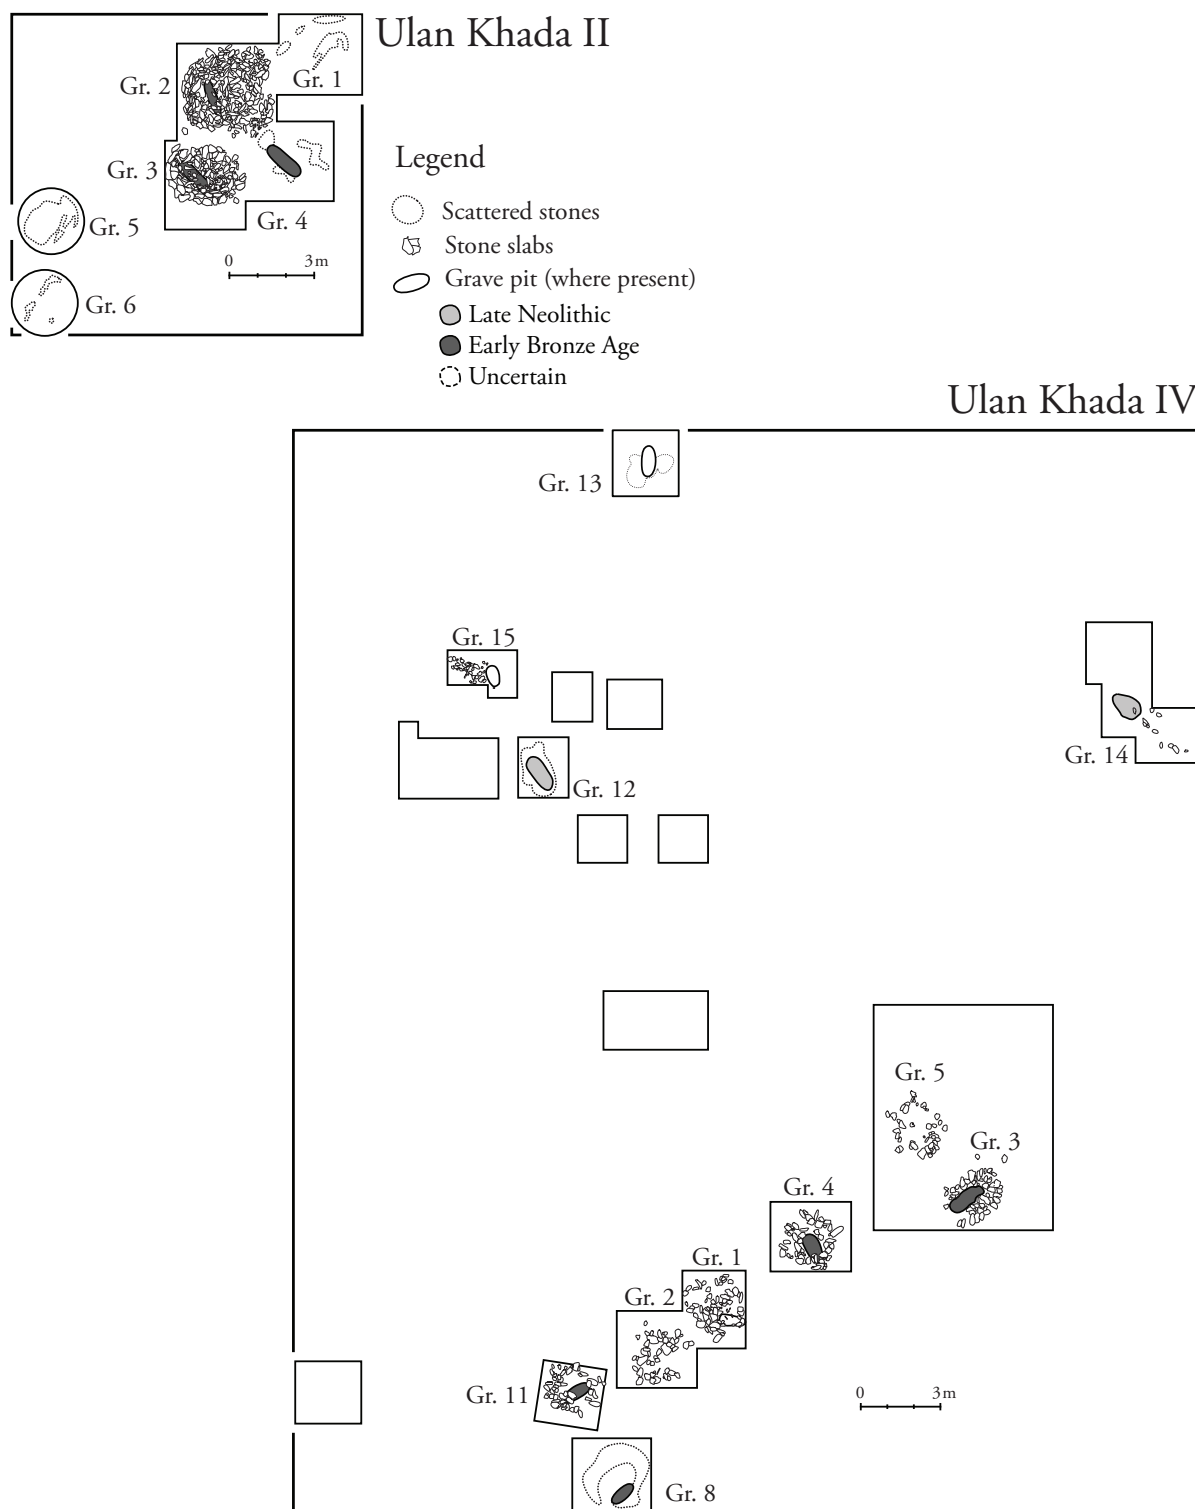 Ulan Khada II
Gr. 1
Gr. 2
Gr. 3
Gr. 4
Gr. 5
Gr. 6
0 3m
Legend
Scattered stones
Stone slabs
Grave pit (where present)
Late Neolithic
Early Bronze Age
Uncertain
Ulan Khada IV
Gr. 13
Gr. 15
Gr. 12
Gr. 14
Gr. 5
Gr. 3
Gr. 4
Gr. 1
Gr. 2
Gr. 11
0 3m
Gr. 8